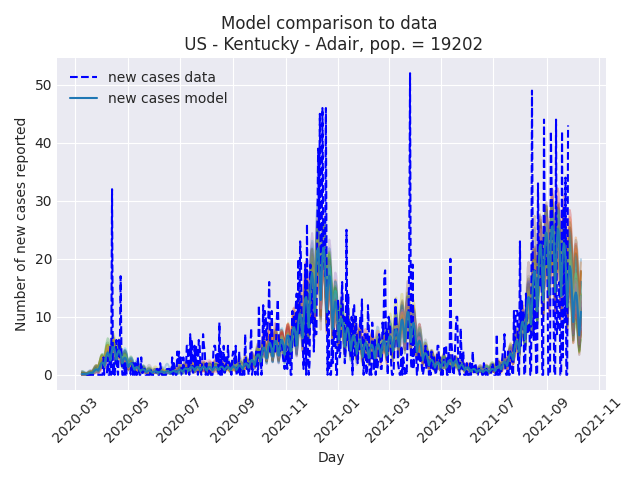 Model comparison to data
US - Kentucky - Adair, pop. = 19202
new cases data
new cases model
Number of new cases reported
50
40
30
20
10
0
2020-03
2020-05
2020-07
2020-09
2020-11
2021-01
2021-03
2021-05
2021-07
2021-09
2021-11
Day